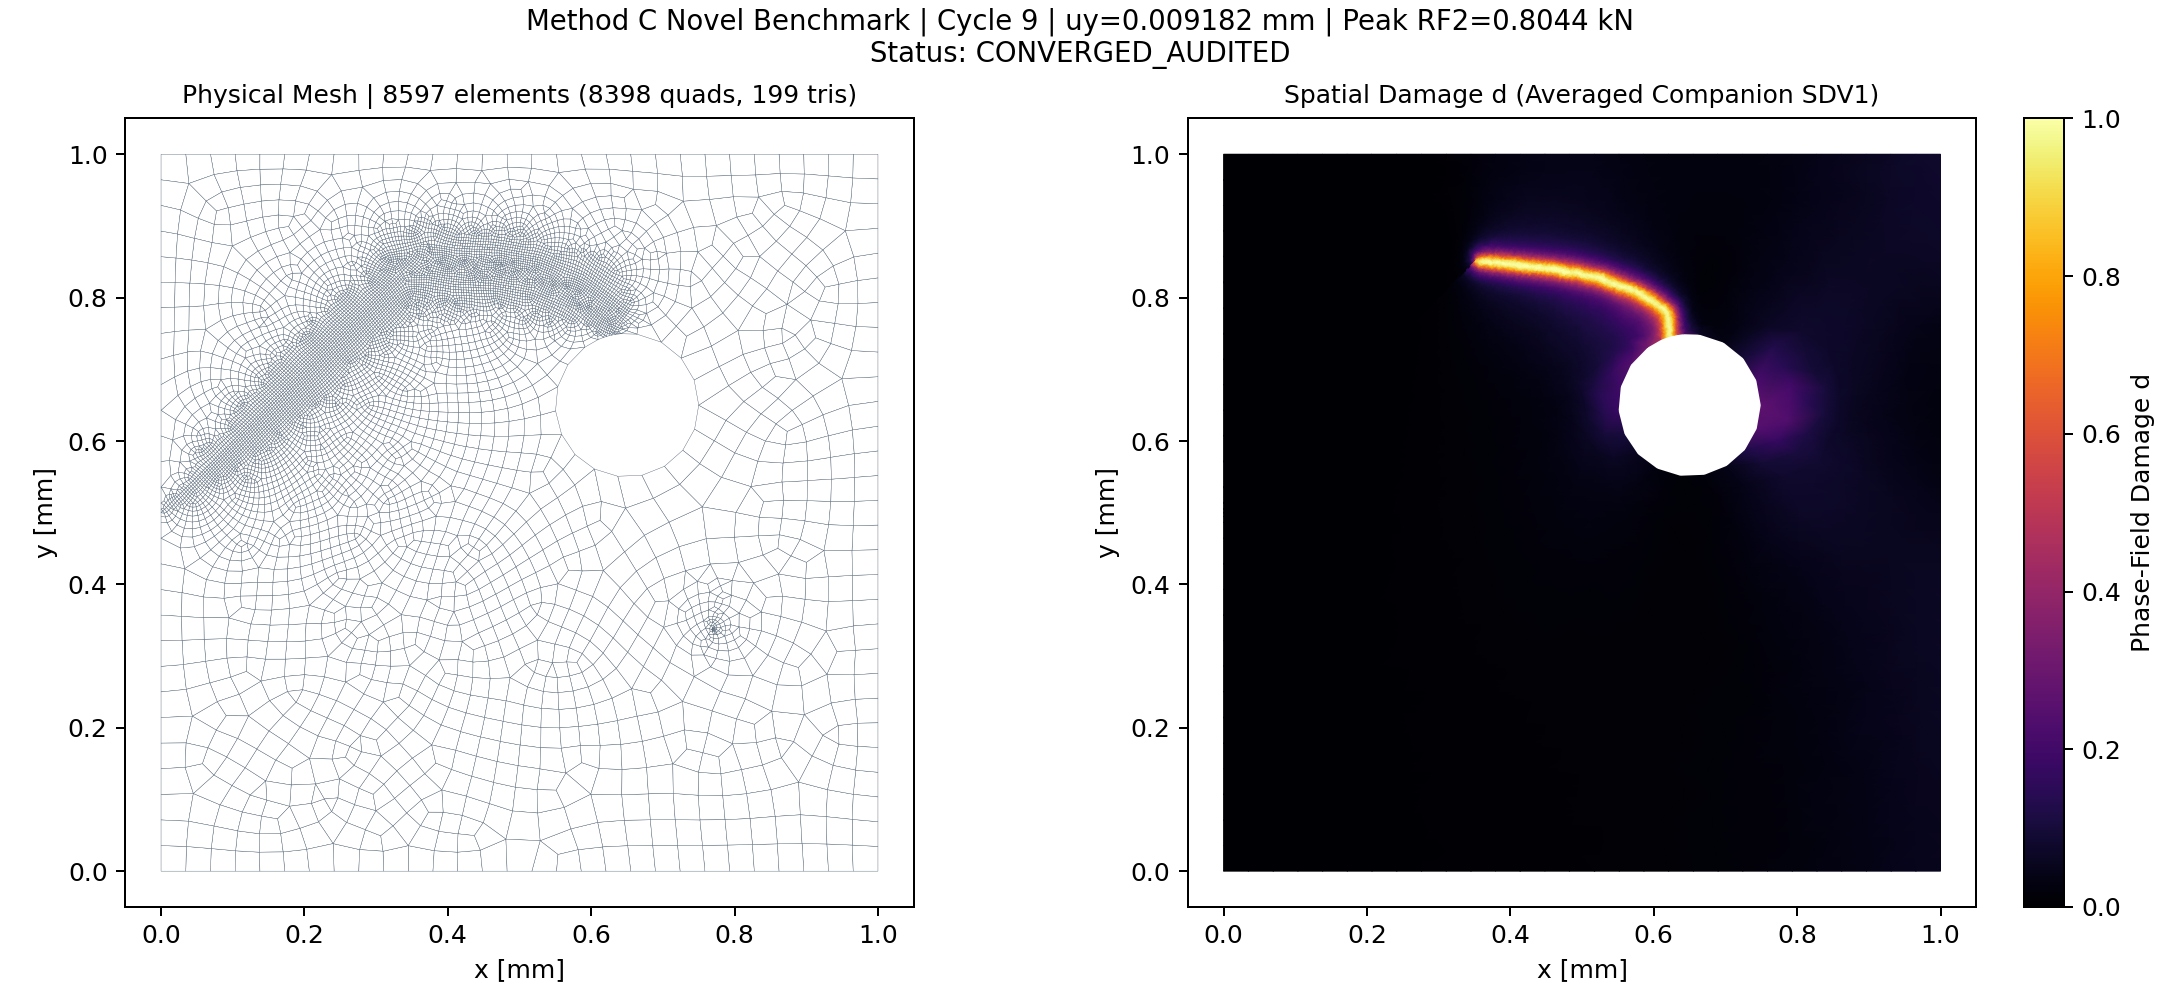 Method C Novel Benchmark | Cycle 9 | uy=0.009182 mm | Peak RF2=0.8044 kN
Status: CONVERGED_AUDITED
Physical Mesh | 8597 elements (8398 quads, 199 tris)
y [mm]
1.0
0.8
0.6
0.4
0.2
0.0
0.0 0.2 0.4 0.6 0.8 1.0
x [mm]
Spatial Damage d (Averaged Companion SDV1)
y [mm]
1.0
0.8
0.6
0.4
0.2
0.0
0.0 0.2 0.4 0.6 0.8 1.0
x [mm]
1.0
0.8
0.6
0.4
0.2
0.0
Phase-Field Damage d